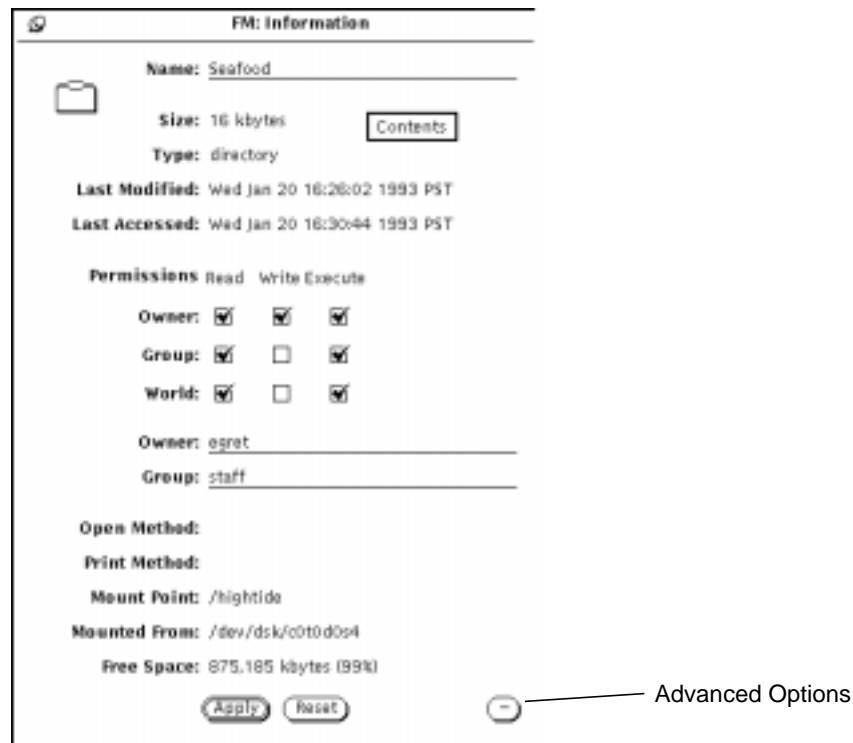 FM: Information
Name: Seafood
Size: 16 kbytes
Contents
Type: directory
Last Modified: Wed Jan 20 16:26:02 1993 PST
Last Accessed: Wed Jan 20 16:30:44 1993 PST
Permissions Read Write Execute
Owner:
Group:
World:
Owner: egret
Group: staff
Open Method:
Print Method:
Mount Point: /hightide
Mounted From: /dev/dsk/c0t0d0s4
Free Space: 875,185 kbytes (99%)
Apply Reset
Advanced Options